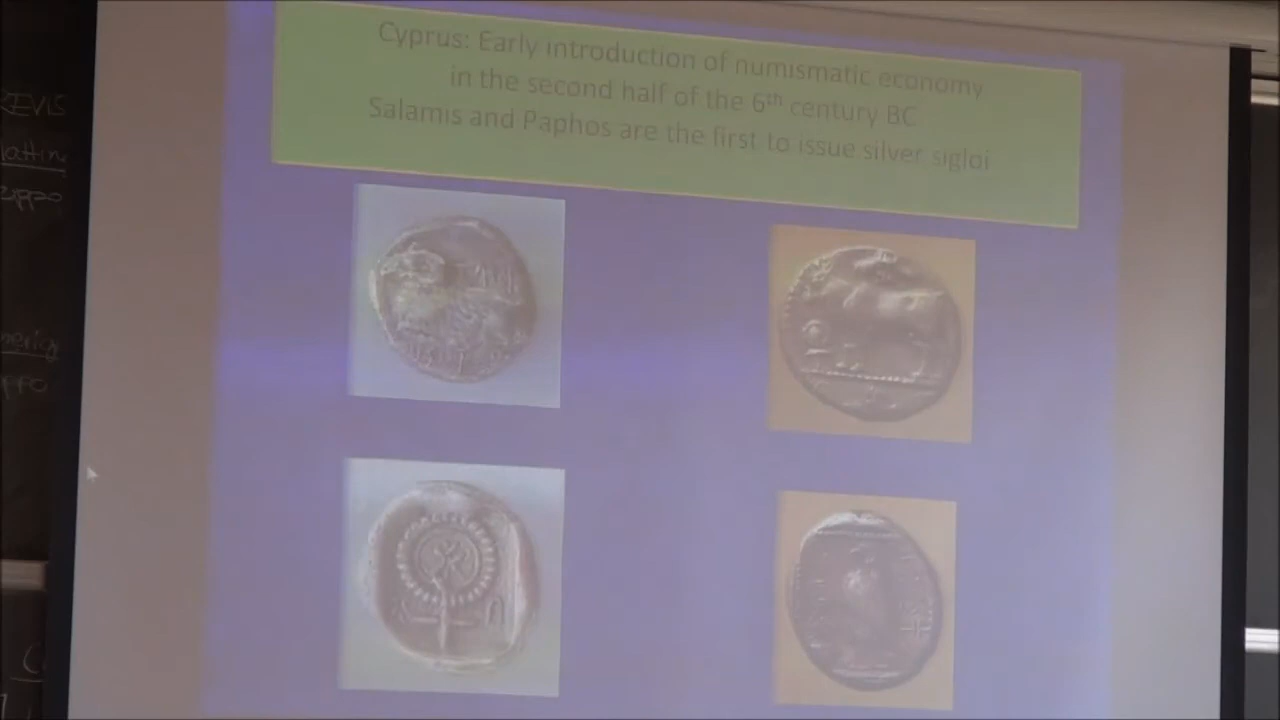 Cyprus: Early introduction of numismatic economy
in the second half of the 6th century BC
Salamis and Paphos are the first to issue silver sigloi